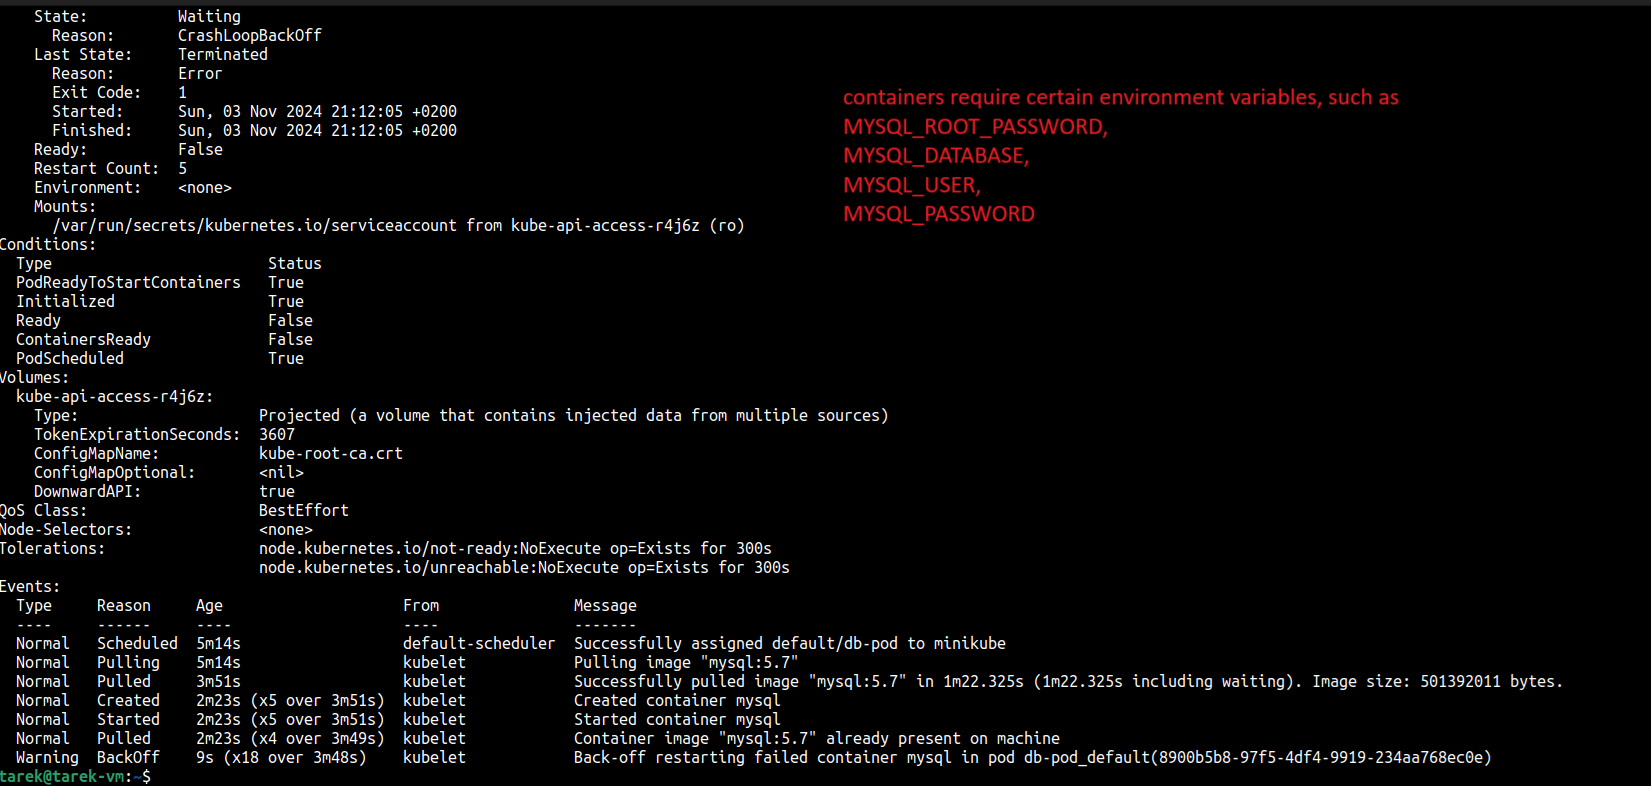 State: Waiting
Reason: CrashLoopBackOff
Last State: Terminated
Reason: Error
Exit Code: 1
Started: Sun, 03 Nov 2024 21:12:05 +0200
Finished: Sun, 03 Nov 2024 21:12:05 +0200
Ready: False
Restart Count: 5
Environment: <none>
Mounts:
/var/run/secrets/kubernetes.io/serviceaccount from kube-api-access-r4j6z (ro)
containers require certain environment variables, such as
MYSQL_ROOT_PASSWORD,
MYSQL_DATABASE,
MYSQL_USER,
MYSQL_PASSWORD
Conditions:
Type Status
PodReadyToStartContainers True
Initialized True
Ready False
ContainersReady False
PodScheduled True
Volumes:
kube-api-access-r4j6z:
Type: Projected (a volume that contains injected data from multiple sources)
TokenExpirationSeconds: 3607
ConfigMapName: kube-root-ca.crt
ConfigMapOptional: <nil>
DownwardAPI: true
QoS Class: BestEffort
Node-Selectors: <none>
Tolerations: node.kubernetes.io/not-ready:NoExecute op=Exists for 300s
node.kubernetes.io/unreachable:NoExecute op=Exists for 300s
Events:
Type Reason Age From Message
---- ------ ---- ---- -------
Normal Scheduled 5m14s default-scheduler Successfully assigned default/db-pod to minikube
Normal Pulling 5m14s kubelet Pulling image "mysql:5.7"
Normal Pulled 3m51s kubelet Successfully pulled image "mysql:5.7" in 1m22.325s (1m22.325s including waiting). Image size: 501392011 bytes.
Normal Created 2m23s (x5 over 3m51s) kubelet Created container mysql
Normal Started 2m23s (x5 over 3m51s) kubelet Started container mysql
Normal Pulled 2m23s (x4 over 3m49s) kubelet Container image "mysql:5.7" already present on machine
Warning BackOff 9s (x18 over 3m48s) kubelet Back-off restarting failed container mysql in pod db-pod_default(8900b5b8-97f5-4df4-9919-234aa768ec0e)
tarek@tarek-vm:~$